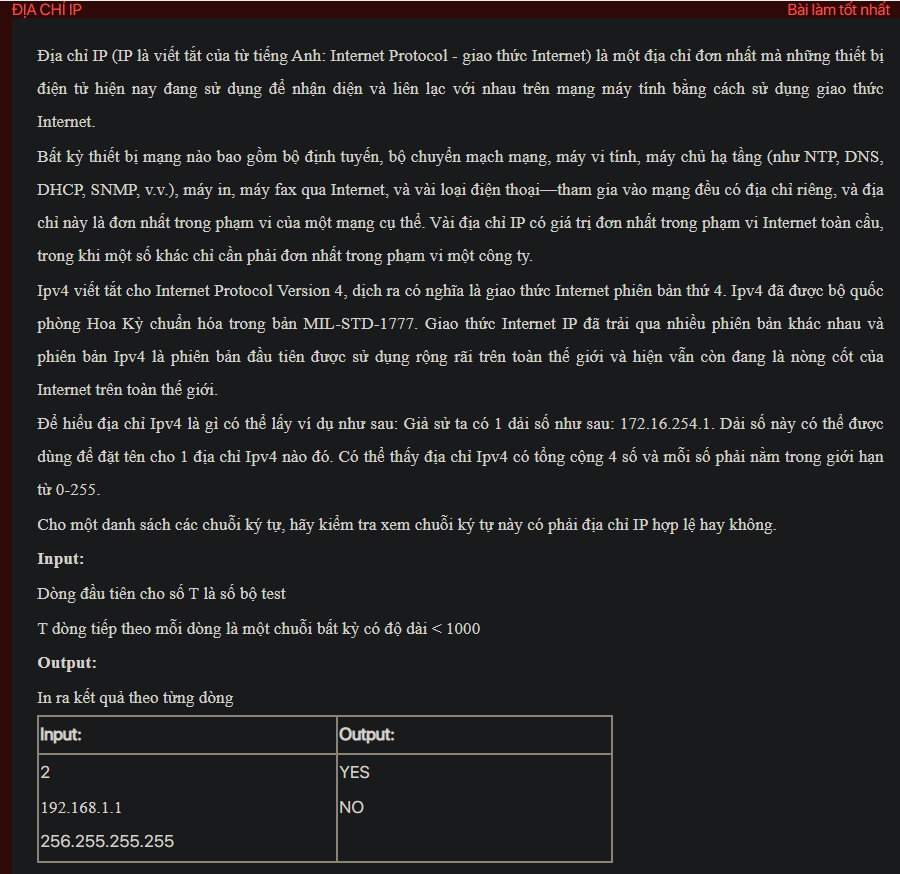 ĐỊA CHỈ IP
Bài làm tốt nhất
Địa chỉ IP (IP là viết tắt của từ tiếng Anh: Internet Protocol - giao thức Internet) là một địa chỉ đơn nhất mà những thiết bị
điện tử hiện nay đang sử dụng để nhận diện và liên lạc với nhau trên mạng máy tính bằng cách sử dụng giao thức
Internet.
Bất kỳ thiết bị mạng nào bao gồm bộ định tuyến, bộ chuyển mạch mạng, máy vi tính, máy chủ hạ tầng (như NTP, DNS,
DHCP, SNMP, v.v.), máy in, máy fax qua Internet, và vài loại điện thoại—tham gia vào mạng đều có địa chỉ riêng, và địa
chỉ này là đơn nhất trong phạm vi của một mạng cụ thể. Vài địa chỉ IP có giá trị đơn nhất trong phạm vi Internet toàn cầu,
trong khi một số khác chỉ cần phải đơn nhất trong phạm vi một công ty.
Ipv4 viết tắt cho Internet Protocol Version 4, dịch ra có nghĩa là giao thức Internet phiên bản thứ 4. Ipv4 đã được bộ quốc
phòng Hoa Kỳ chuẩn hóa trong bản MIL-STD-1777. Giao thức Internet IP đã trải qua nhiều phiên bản khác nhau và
phiên bản Ipv4 là phiên bản đầu tiên được sử dụng rộng rãi trên toàn thế giới và hiện vẫn còn đang là nòng cốt của
Internet trên toàn thế giới.
Để hiểu địa chỉ Ipv4 là gì có thể lấy ví dụ như sau: Giả sử ta có 1 dải số như sau: 172.16.254.1. Dải số này có thể được
dùng để đặt tên cho 1 địa chỉ Ipv4 nào đó. Có thể thấy địa chỉ Ipv4 có tổng cộng 4 số và mỗi số phải nằm trong giới hạn
từ 0-255.
Cho một danh sách các chuỗi ký tự, hãy kiểm tra xem chuỗi ký tự này có phải địa chỉ IP hợp lệ hay không.
Input:
Dòng đầu tiên cho số T là số bộ test
T dòng tiếp theo mỗi dòng là một chuỗi bất kỳ có độ dài < 1000
Output:
In ra kết quả theo từng dòng
Input:
Output:
2
YES
192.168.1.1
NO
256.255.255.255